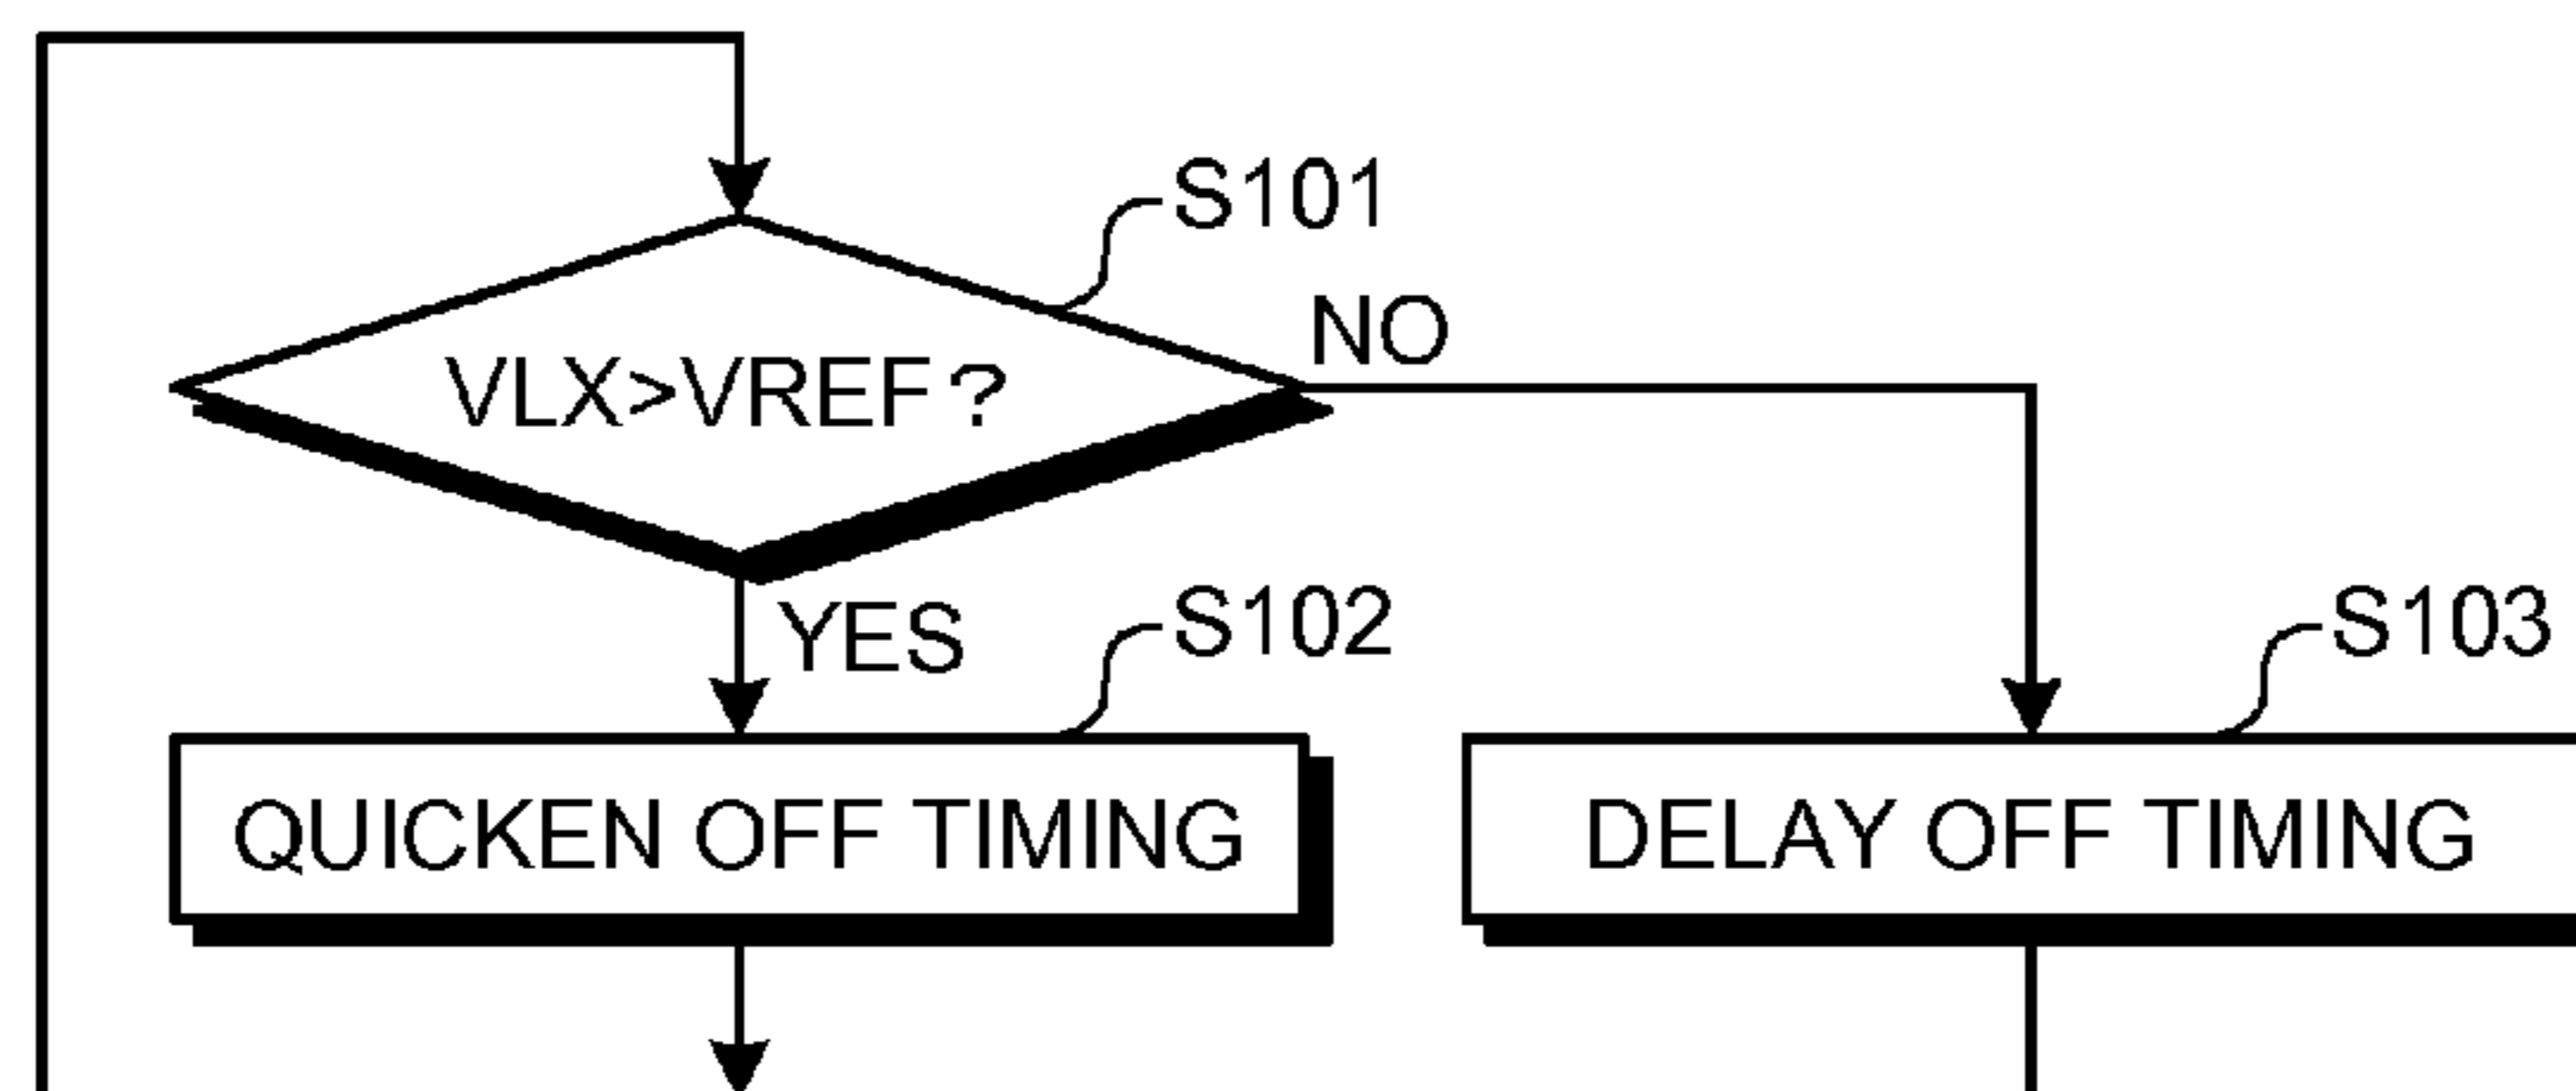 S101
NO
VLX>VREF ?
YES
S102
S103
QUICKEN OFF TIMING
DELAY OFF TIMING